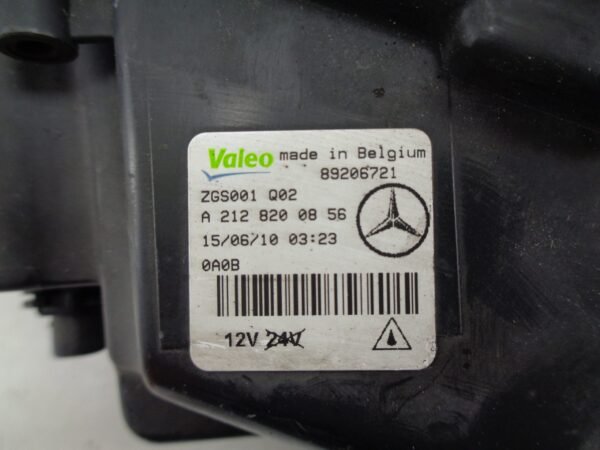 Valeo made in Belgium
89206721
ZGS001 Q02
A 212 820 08 56
15/06/10 03:23
0A0B
12V 24V